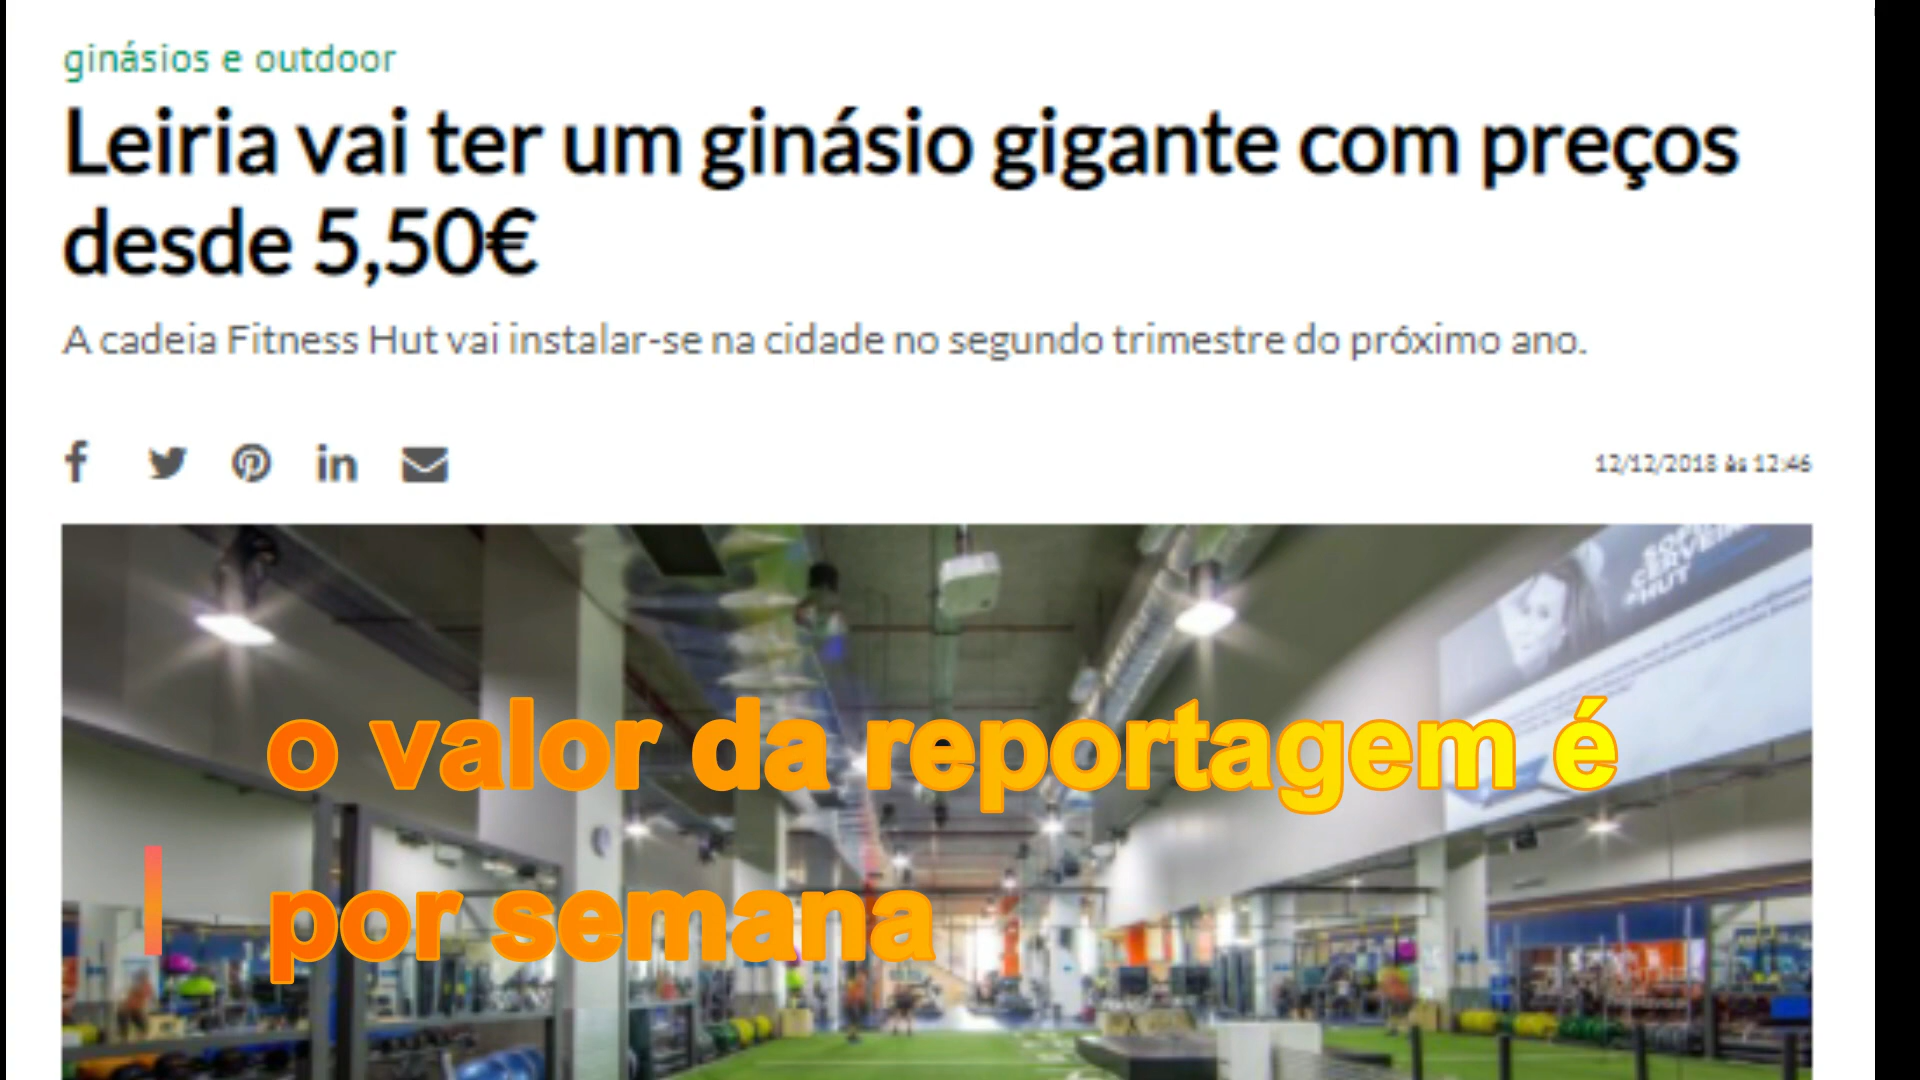 ginásios e outdoor
Leiria vai ter um ginásio gigante com preços
desde 5,50€
A cadeia Fitness Hut vai instalar-se na cidade no segundo trimestre do próximo ano.
12/12/2018 às 12:46
o valor da reportagem é
por semana